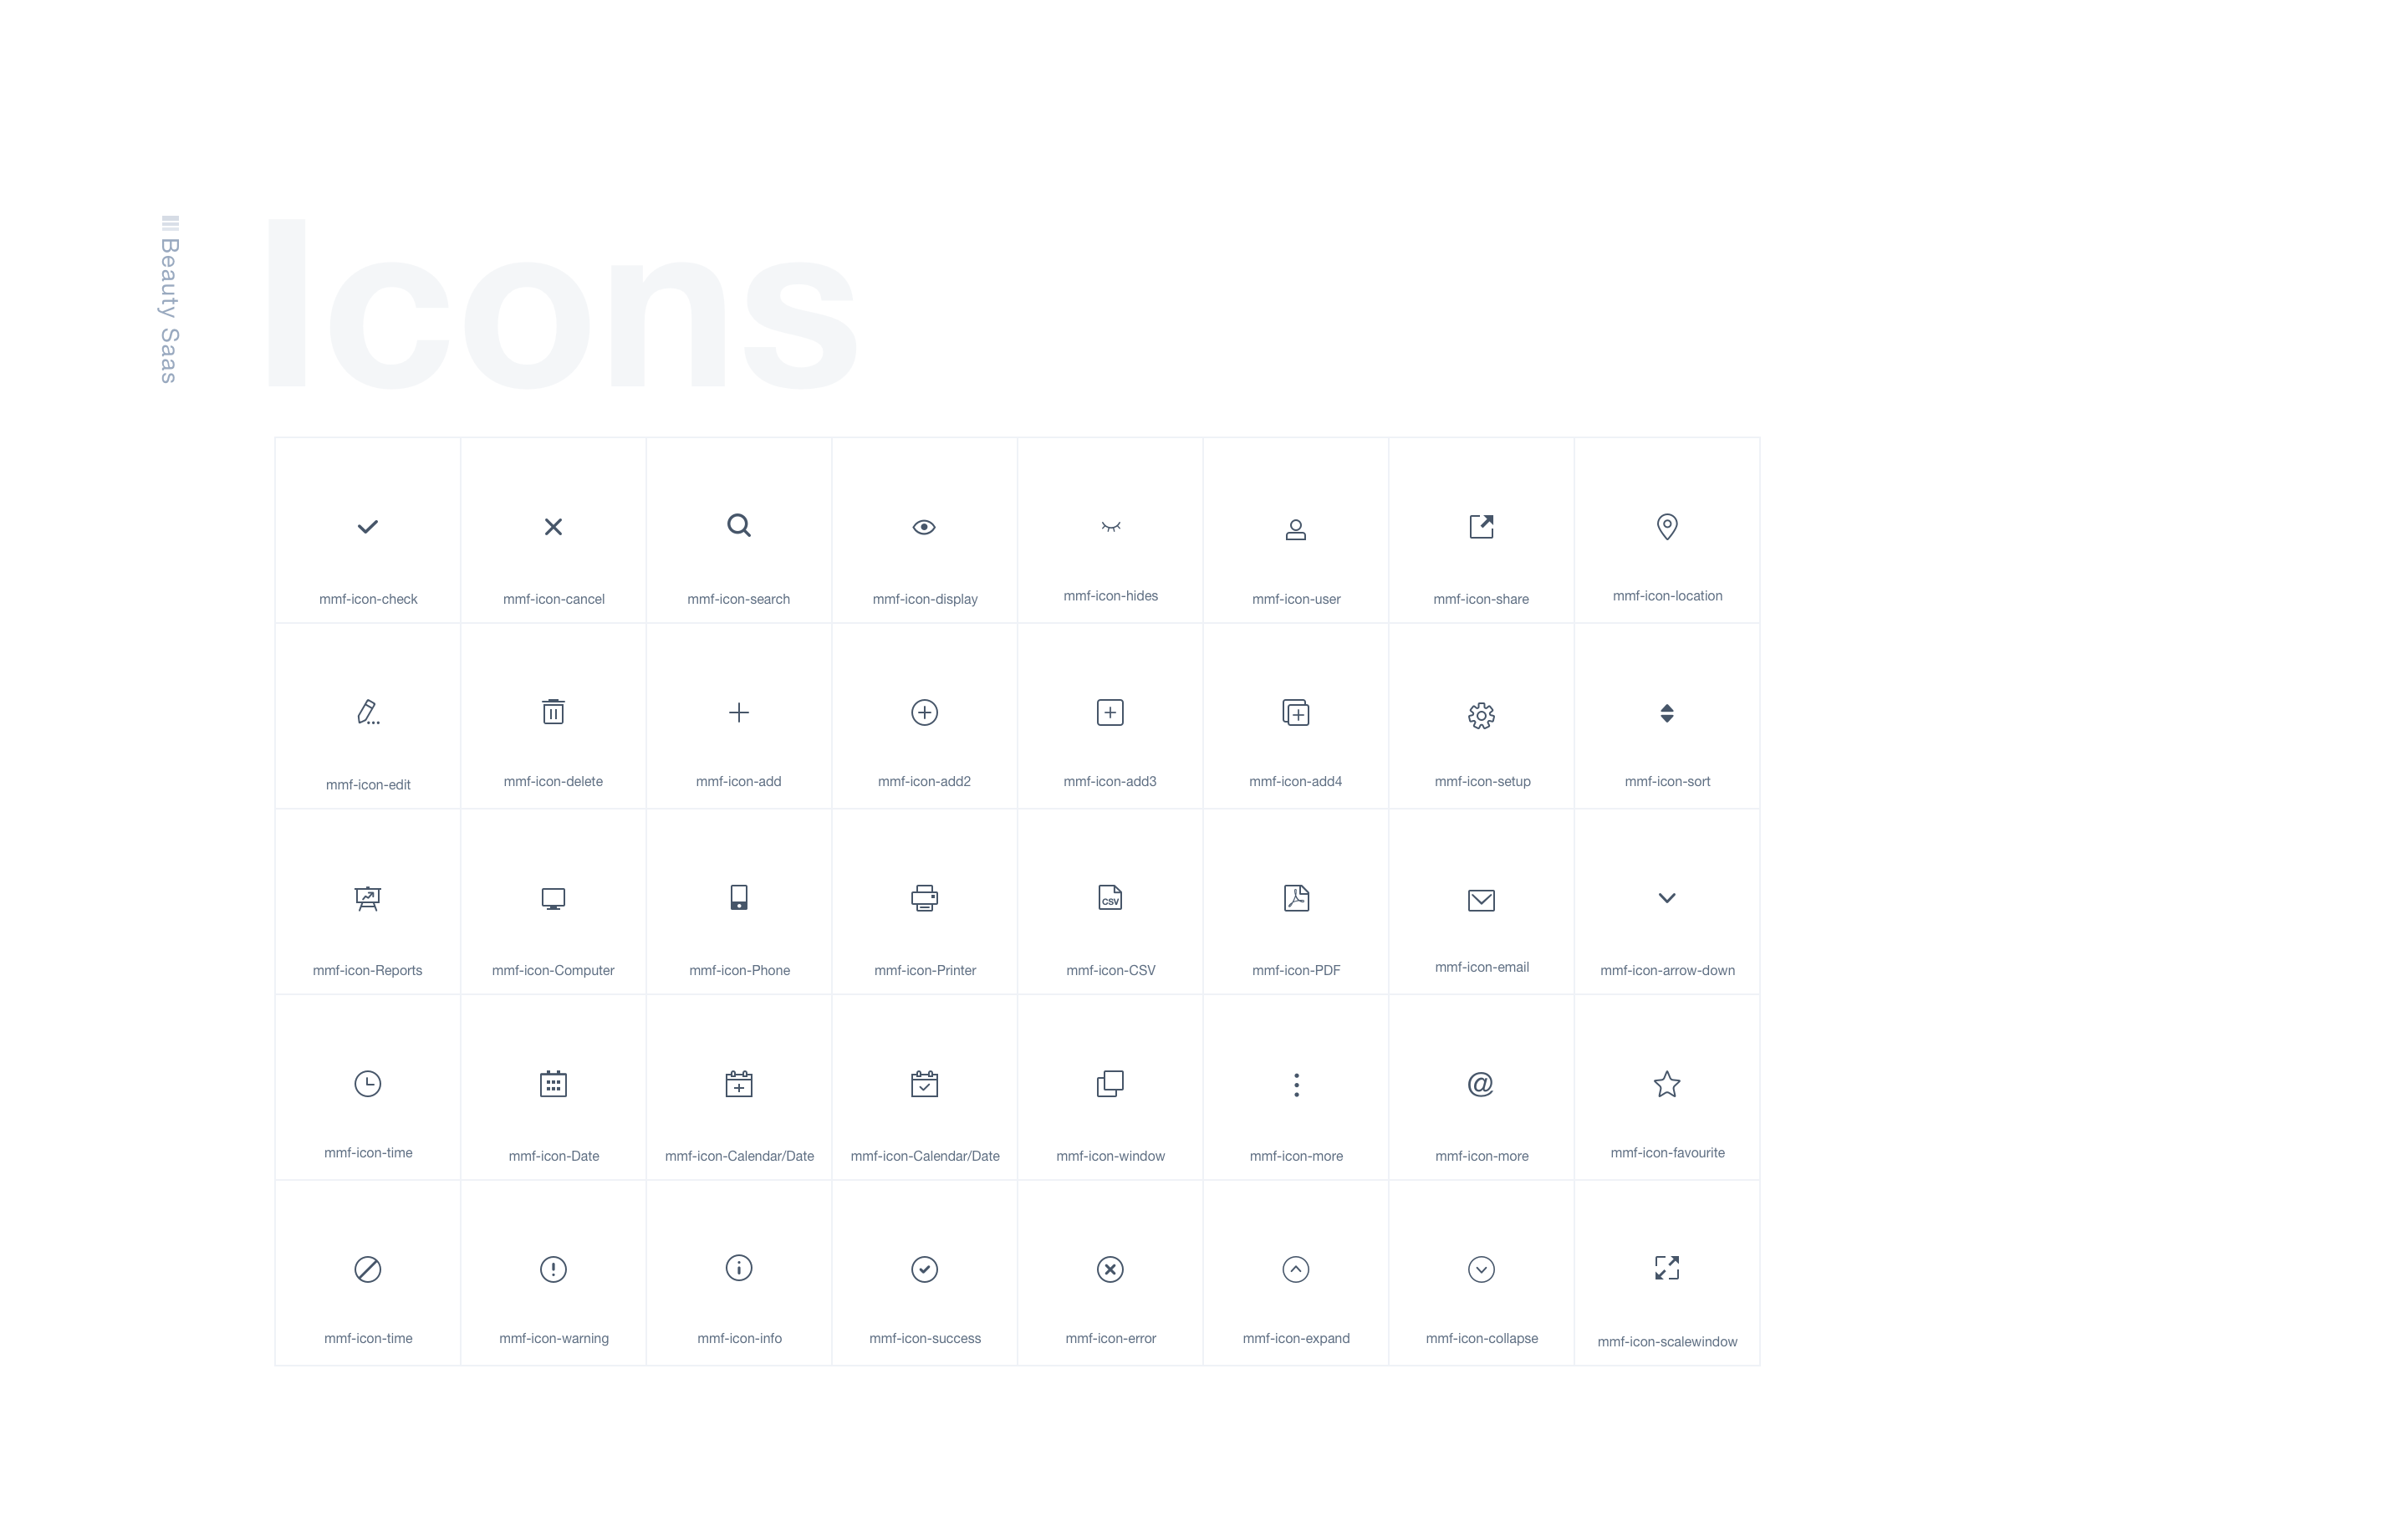 Beauty Saas
Icons
mmf-icon-check
mmf-icon-cancel
mmf-icon-search
mmf-icon-display
mmf-icon-hides
mmf-icon-user
mmf-icon-share
mmf-icon-location
mmf-icon-edit
mmf-icon-delete
mmf-icon-add
mmf-icon-add2
mmf-icon-add3
mmf-icon-add4
mmf-icon-setup
mmf-icon-sort
CSV
mmf-icon-Reports
mmf-icon-Computer
mmf-icon-Phone
mmf-icon-Printer
mmf-icon-CSV
mmf-icon-PDF
mmf-icon-email
mmf-icon-arrow-down
@
mmf-icon-time
mmf-icon-Date
mmf-icon-Calendar/Date
mmf-icon-Calendar/Date
mmf-icon-window
mmf-icon-more
mmf-icon-more
mmf-icon-favourite
mmf-icon-time
mmf-icon-warning
mmf-icon-info
mmf-icon-success
mmf-icon-error
mmf-icon-expand
mmf-icon-collapse
mmf-icon-scalewindow